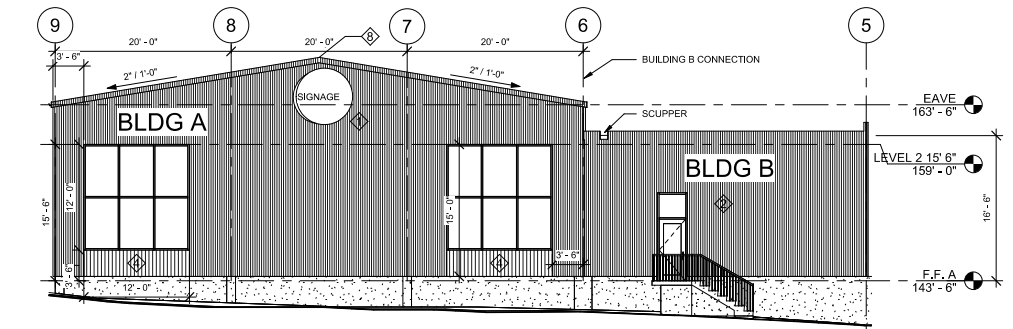 9
8
7
6
5
20' - 0"
20' - 0"
20' - 0"
8
3' - 6"
2" / 1'-0"
2" / 1'-0"
BUILDING B CONNECTION
SIGNAGE
EAVE
163' - 6"
BLDG A
1
SCUPPER
LEVEL 2 15' 6"
159' - 0"
BLDG B
2
15' - 6"
12' - 0"
15' - 0"
16' - 6"
3' - 6"
4
3' - 6"
12' - 0"
F.F. A
143' - 6"